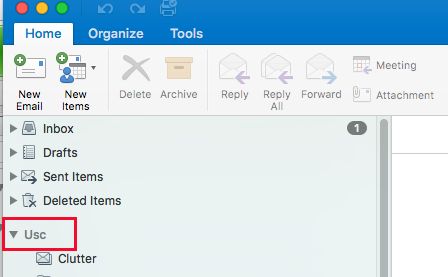 Home Organize Tools
New Email
New Items
Delete
Archive
Reply
Reply All
Forward
Meeting
Attachment
Inbox 1
Drafts
Sent Items
Deleted Items
Usc
Clutter